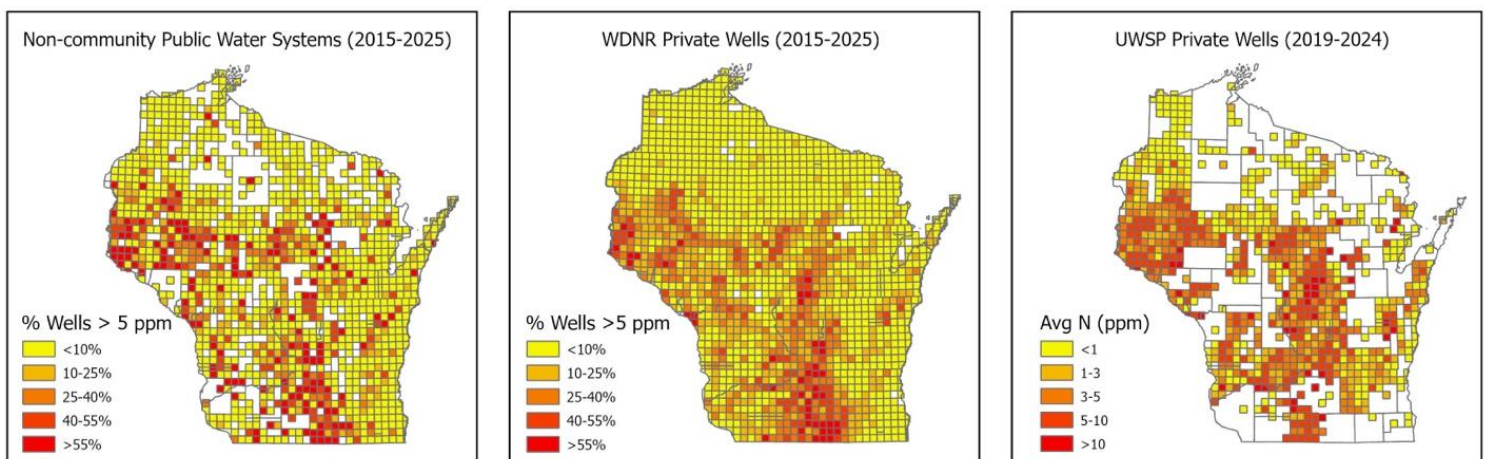 Non-community Public Water Systems (2015-2025)
% Wells > 5 ppm
<10%
10-25%
25-40%
40-55%
>55%
WDNR Private Wells (2015-2025)
% Wells >5 ppm
<10%
10-25%
25-40%
40-55%
>55%
UWSP Private Wells (2019-2024)
Avg N (ppm)
<1
1-3
3-5
5-10
>10